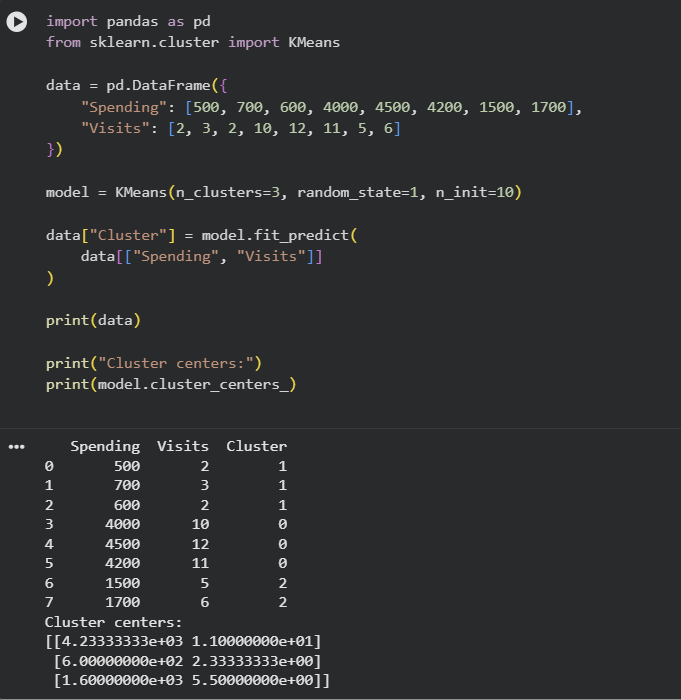 import pandas as pd
from sklearn.cluster import KMeans
data = pd.DataFrame({
    "Spending": [500, 700, 600, 4000, 4500, 4200, 1500, 1700],
    "Visits": [2, 3, 2, 10, 12, 11, 5, 6]
})
model = KMeans(n_clusters=3, random_state=1, n_init=10)
data["Cluster"] = model.fit_predict(
    data[["Spending", "Visits"]]
)
print(data)
print("Cluster centers:")
print(model.cluster_centers_)
   Spending  Visits  Cluster
0       500       2        1
1       700       3        1
2       600       2        1
3      4000      10        0
4      4500      12        0
5      4200      11        0
6      1500       5        2
7      1700       6        2
Cluster centers:
[[4.23333333e+03 1.10000000e+01]
 [6.00000000e+02 2.33333333e+00]
 [1.60000000e+03 5.50000000e+00]]